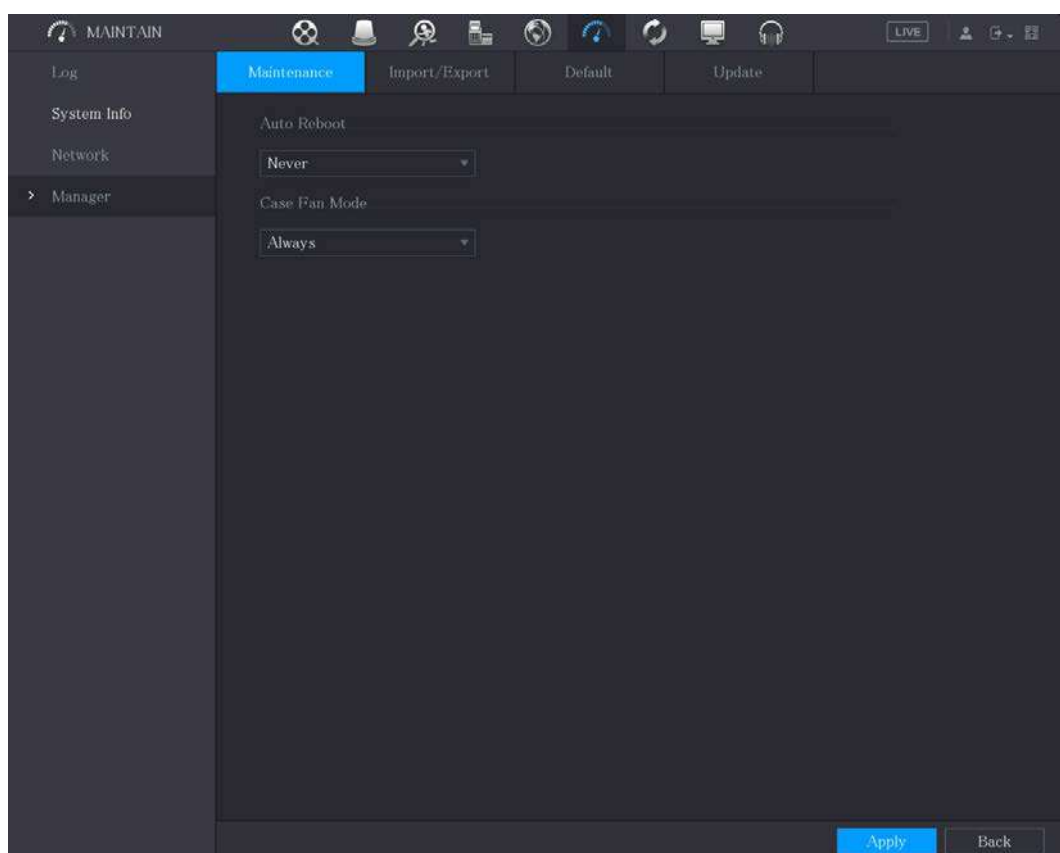 MAINTAIN LIVE
Log Maintenance Import/Export Default Update
System Info Auto Reboot
Network Never
Manager Case Fan Mode
Always
Apply Back